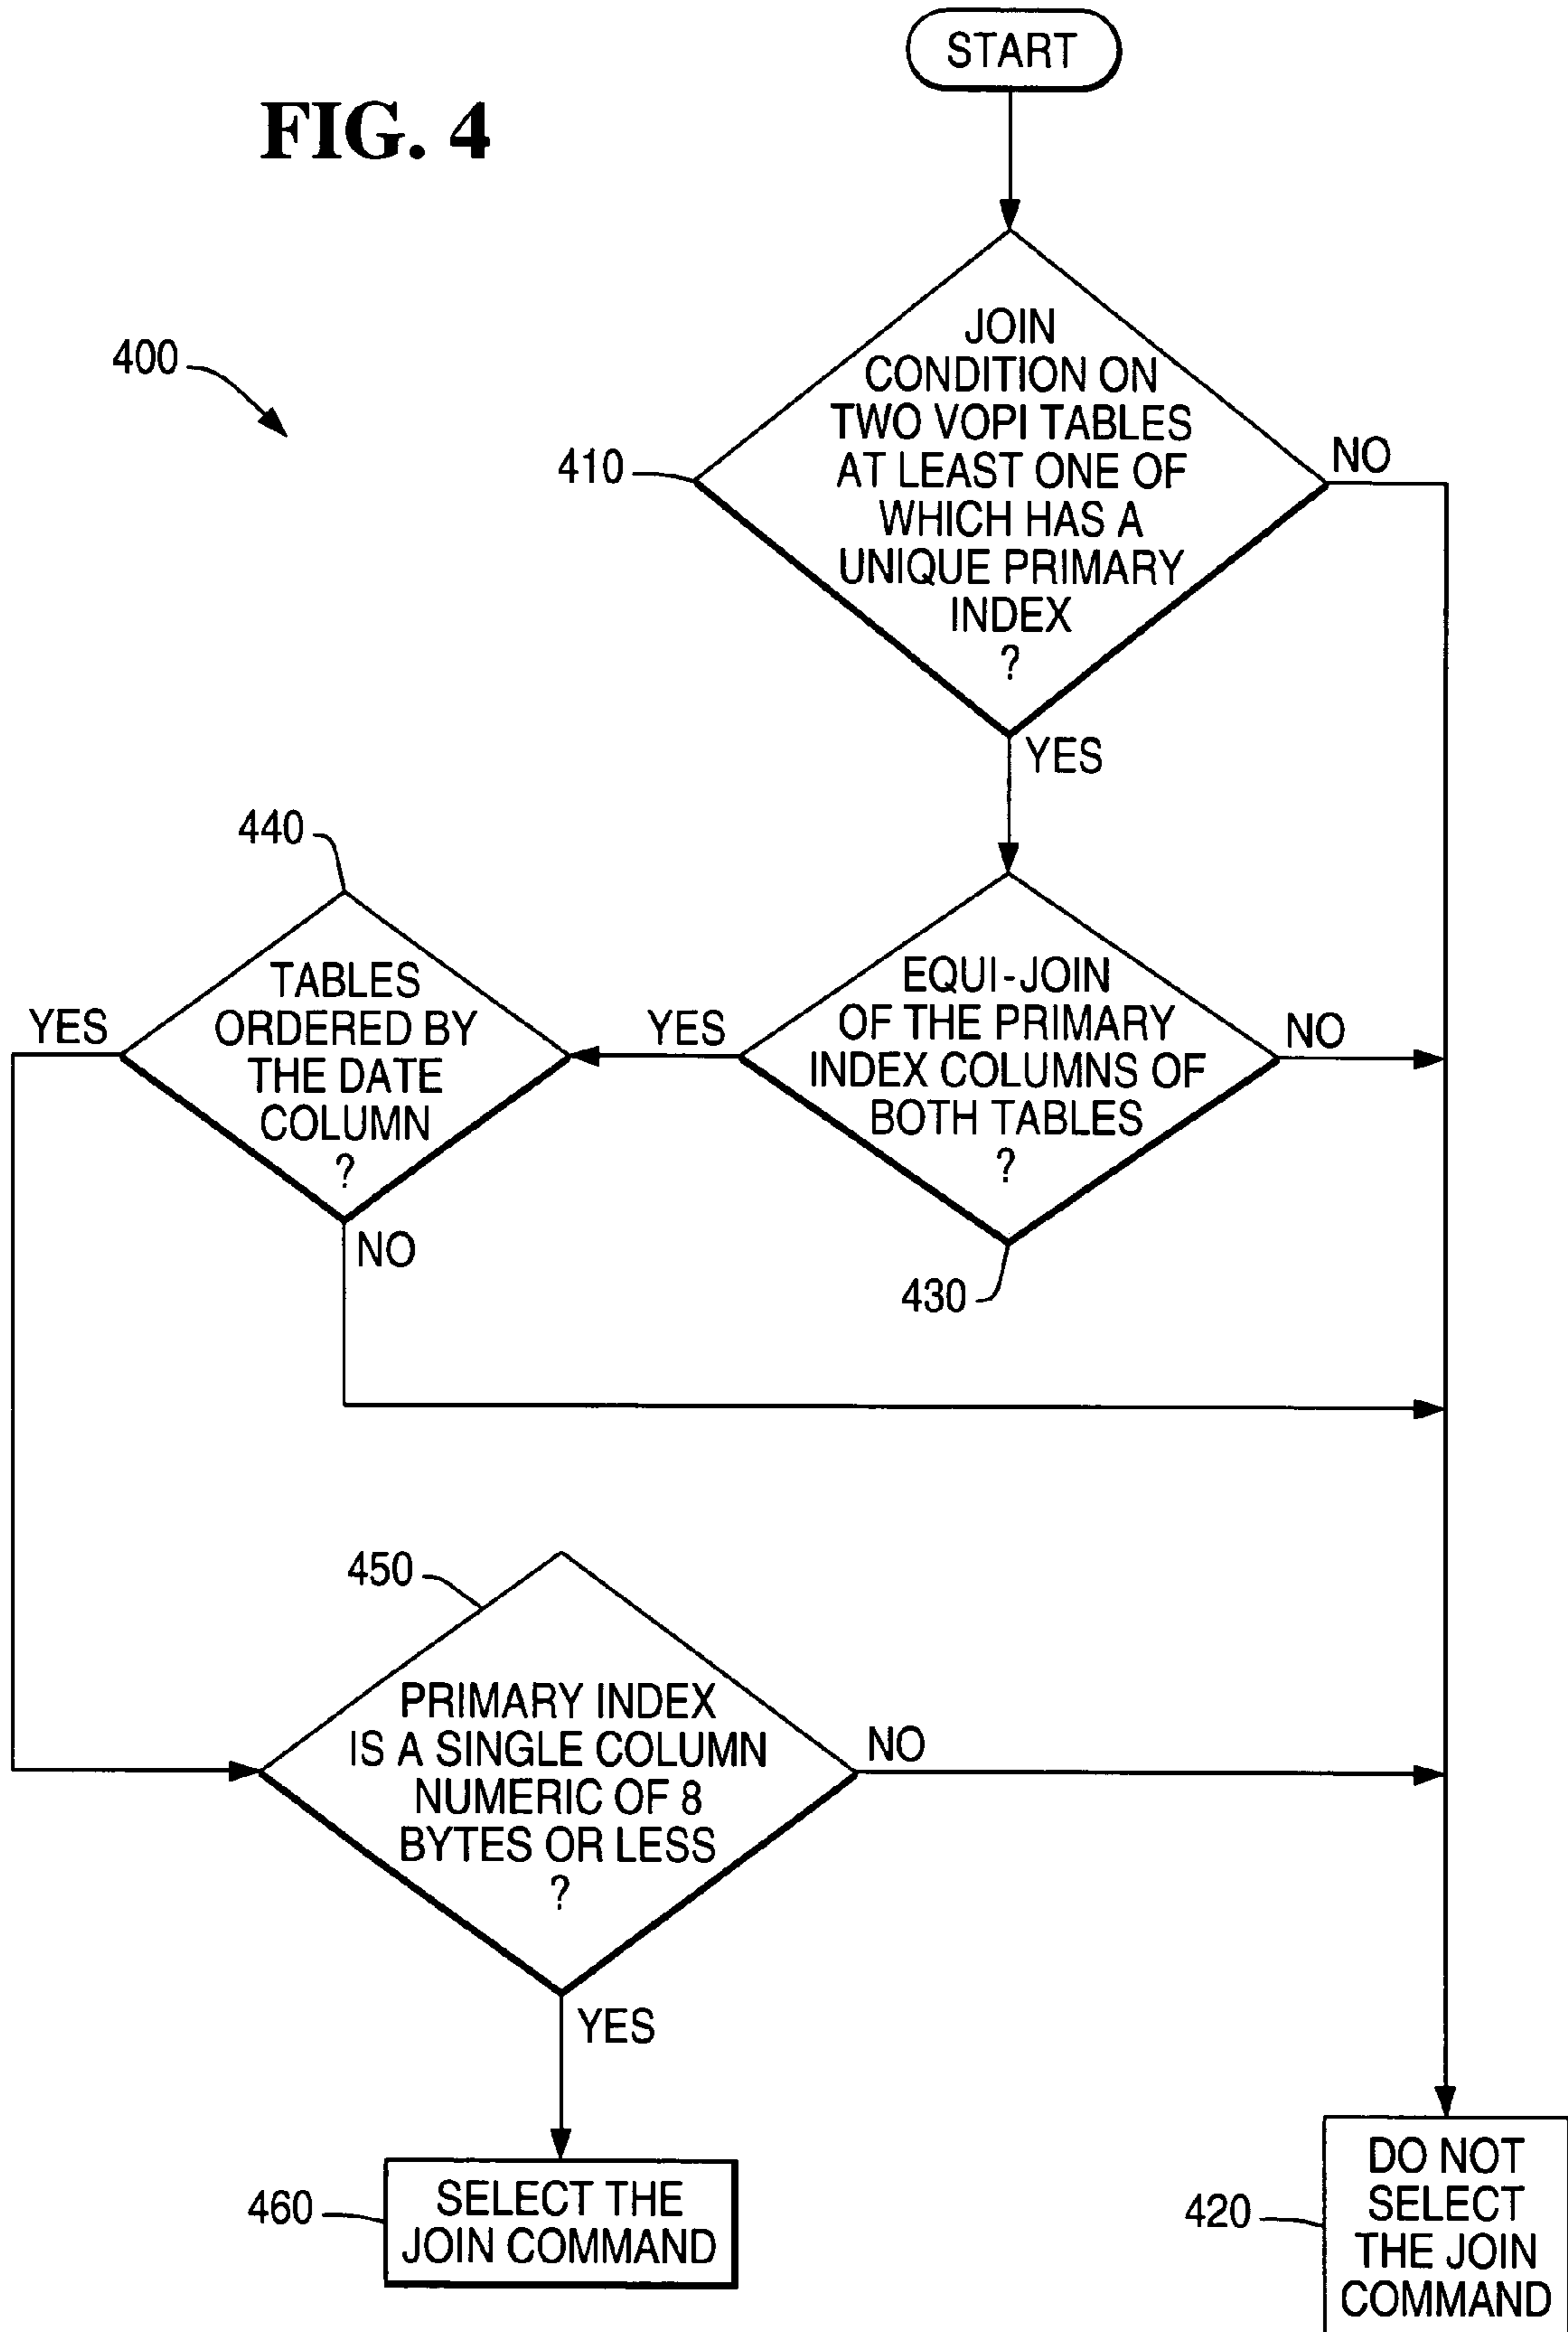 START
FIG. 4
400
JOIN
CONDITION ON
TWO VOPI TABLES
AT LEAST ONE OF
WHICH HAS A
UNIQUE PRIMARY
INDEX
?
410
NO
YES
440
TABLES
ORDERED BY
THE DATE
COLUMN
?
YES
NO
YES
EQUI-JOIN
OF THE PRIMARY
INDEX COLUMNS OF
BOTH TABLES
?
NO
430
450
PRIMARY INDEX
IS A SINGLE COLUMN
NUMERIC OF 8
BYTES OR LESS
?
NO
YES
460
SELECT THE
JOIN COMMAND
420
DO NOT
SELECT
THE JOIN
COMMAND